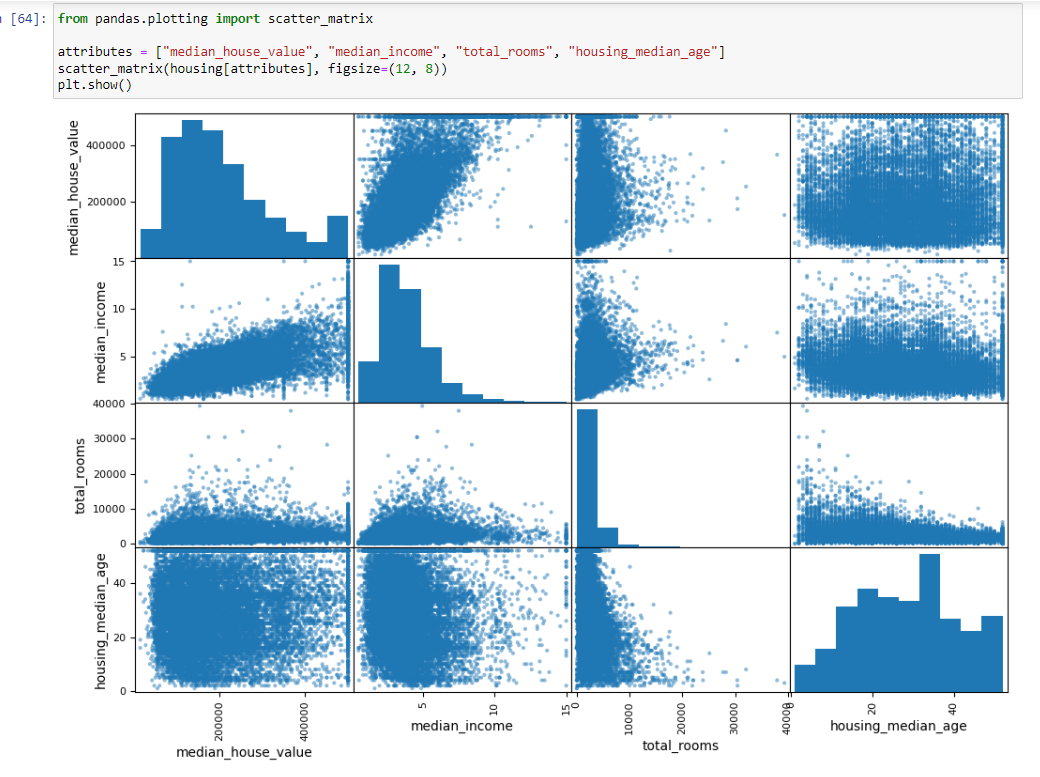 [64]:
from pandas.plotting import scatter_matrix
attributes = ["median_house_value", "median_income", "total_rooms", "housing_median_age"]
scatter_matrix(housing[attributes], figsize=(12, 8))
plt.show()
median_house_value
400000
200000
median_income
15
10
5
total_rooms
40000
30000
20000
10000
0
housing_median_age
40
20
0
200000
400000
median_house_value
5
10
15
median_income
0
10000
20000
30000
40000
total_rooms
0
20
40
housing_median_age